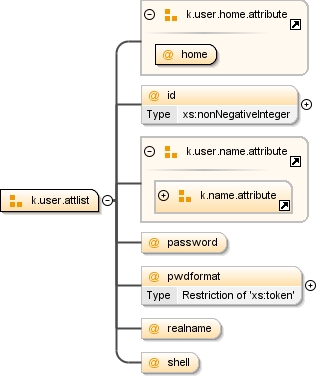 k.user.home.attribute
@ home
@ id
Type xs:nonNegativeInteger
k.user.name.attribute
k.user.attlist
k.name.attribute
@ password
@ pwdformat
Type Restriction of 'xs:token'
@ realname
@ shell